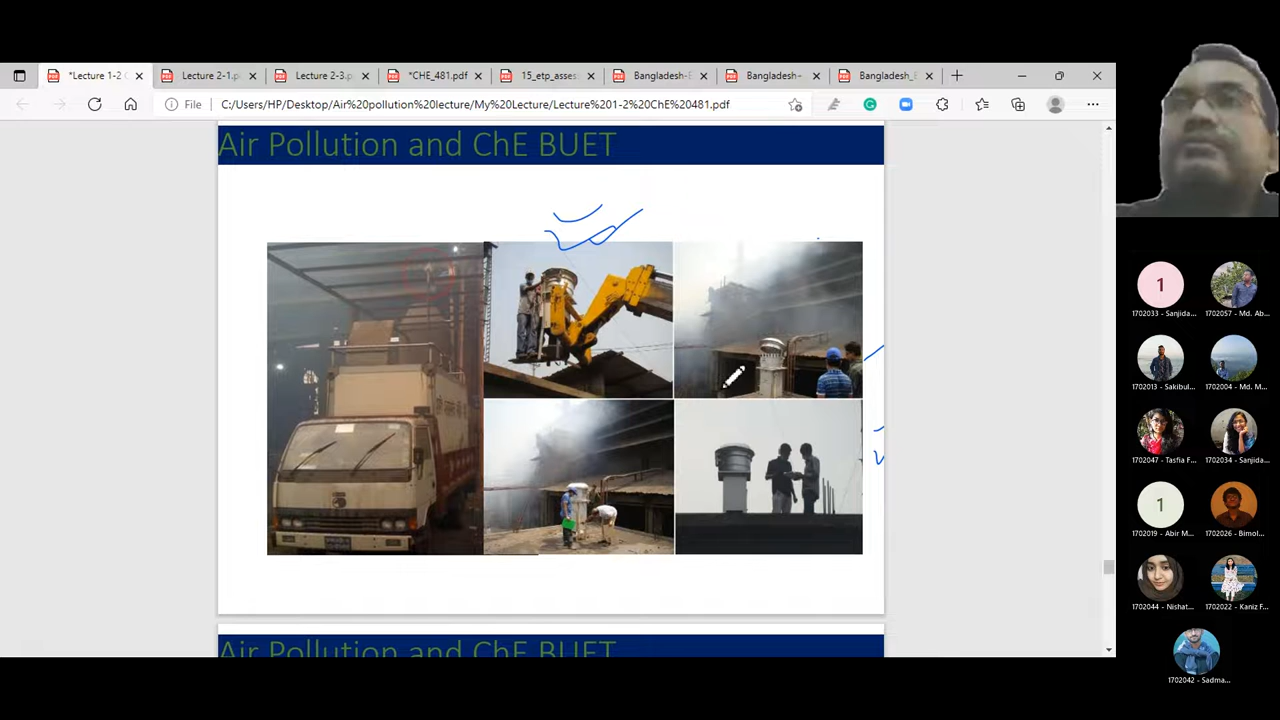 *Lecture 1-2 C
Lecture 2-1.p
Lecture 2-3.p
*CHE_481.pdf
15_etp_asses
Bangladesh-E
Bangladesh-
Bangladesh_E
File
C:/Users/HP/Desktop/Air%20pollution%20lecture/My%20Lecture/Lecture%201-2%20ChE%20481.pdf
Air Pollution and ChE BUET
Air Pollution and ChE BUET
1
1702033 - Sanjida...
1702057 - Md. Ab...
1702013 - Sakibul...
1702004 - Md. M...
1702047 - Tasfia F...
1702034 - Sanjida...
1
1702019 - Abir M...
1702026 - Bimol...
1702044 - Nishat...
1702022 - Kaniz F...
1702042 - Sadma...